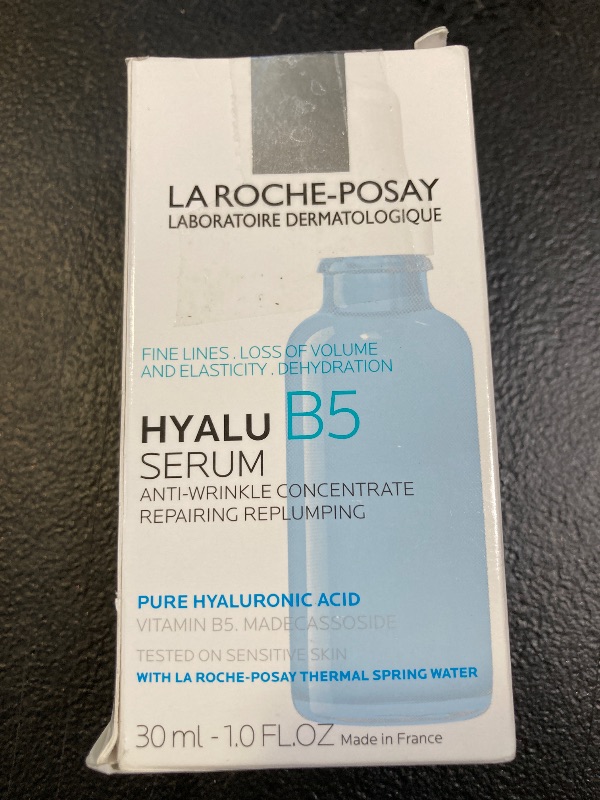 LA ROCHE-POSAY
LABORATOIRE DERMATOLOGIQUE
FINE LINES . LOSS OF VOLUME
AND ELASTICITY . DEHYDRATION
HYALU B5
SERUM
ANTI-WRINKLE CONCENTRATE
REPAIRING REPLUMPING
PURE HYALURONIC ACID
VITAMIN B5. MADECASSOSIDE
TESTED ON SENSITIVE SKIN
WITH LA ROCHE-POSAY THERMAL SPRING WATER
30 ml - 1.0 FL.OZ Made in France